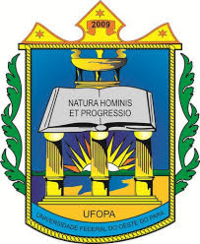 2009
NATURA HOMINIS
ET PROGRESSIO
UFOPA
UNIVERSIDADE FEDERAL DO OESTE DO PARÁ